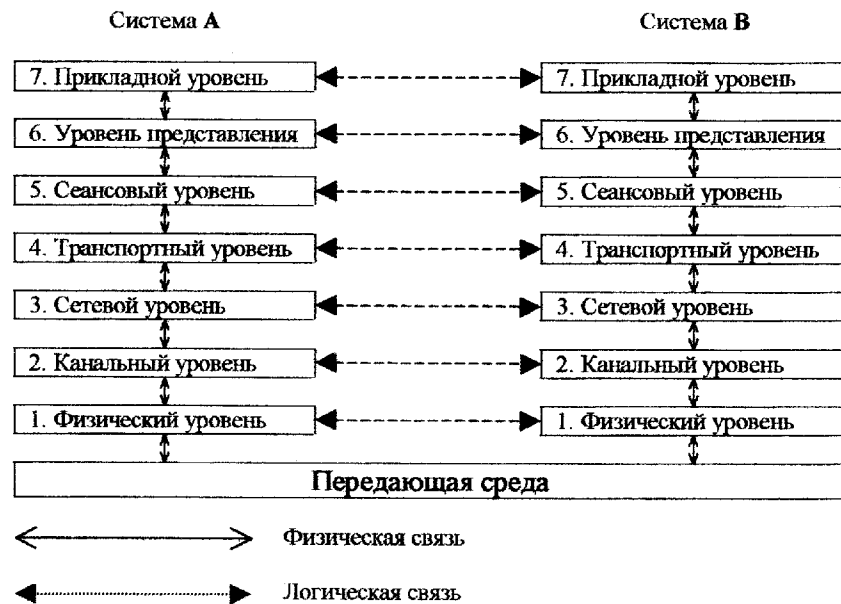 Система А Система В
7. Прикладной уровень 7. Прикладной уровень
6. Уровень представления 6. Уровень представления
5. Сеансовый уровень 5. Сеансовый уровень
4. Транспортный уровень 4. Транспортный уровень
3. Сетевой уровень 3. Сетевой уровень
2. Канальный уровень 2. Канальный уровень
1. Физический уровень 1. Физический уровень
Передающая среда
Физическая связь
Логическая связь